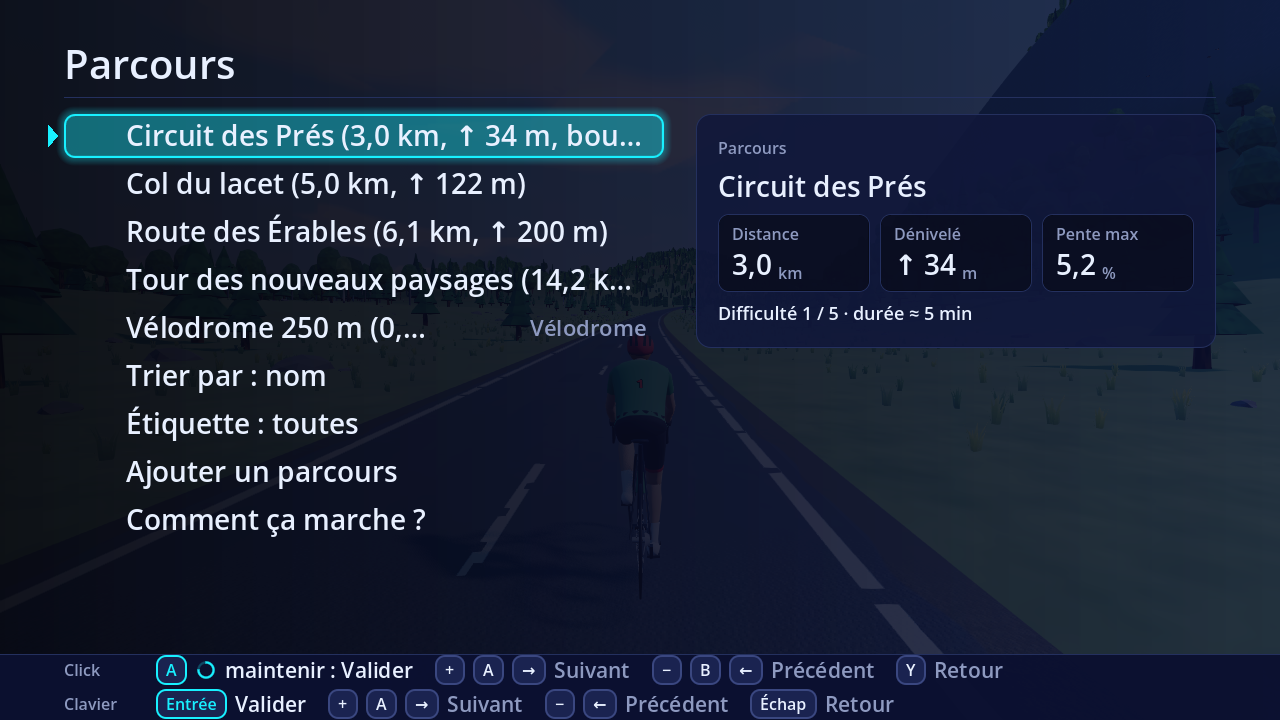 Parcours
Circuit des Prés (3,0 km, ↑ 34 m, bou...
Col du lacet (5,0 km, ↑ 122 m)
Route des Érables (6,1 km, ↑ 200 m)
Tour des nouveaux paysages (14,2 k...
Vélodrome 250 m (0,... Vélodrome
Trier par : nom
Étiquette : toutes
Ajouter un parcours
Comment ça marche ?
Parcours
Circuit des Prés
Distance Dénivelé Pente max
3,0 km ↑ 34 m 5,2 %
Difficulté 1 / 5 · durée ≈ 5 min
Click A maintenir : Valider + A → Suivant − B ← Précédent Y Retour
Clavier Entrée Valider + A → Suivant − ← Précédent Échap Retour